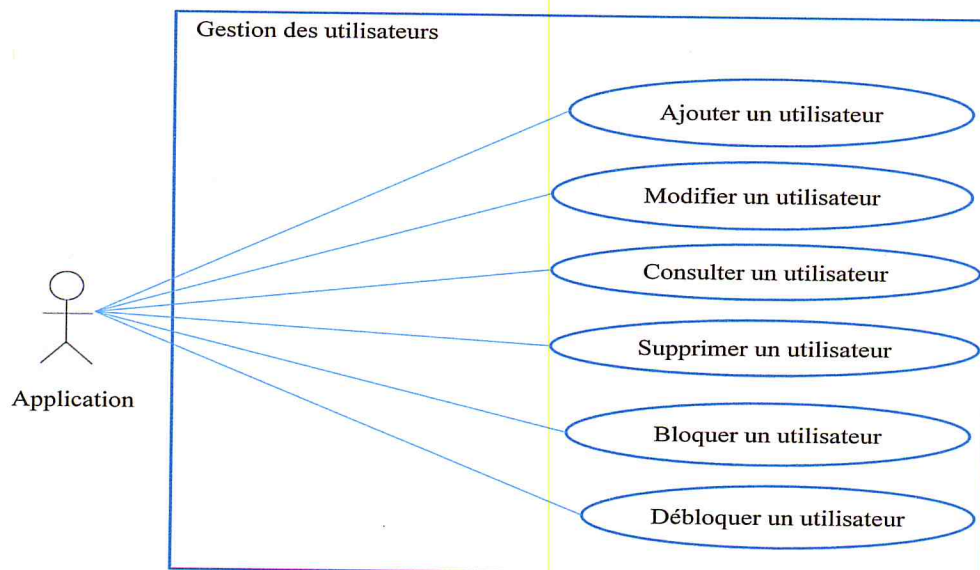 Gestion des utilisateurs
Ajouter un utilisateur
Modifier un utilisateur
Consulter un utilisateur
Supprimer un utilisateur
Application
Bloquer un utilisateur
Débloquer un utilisateur